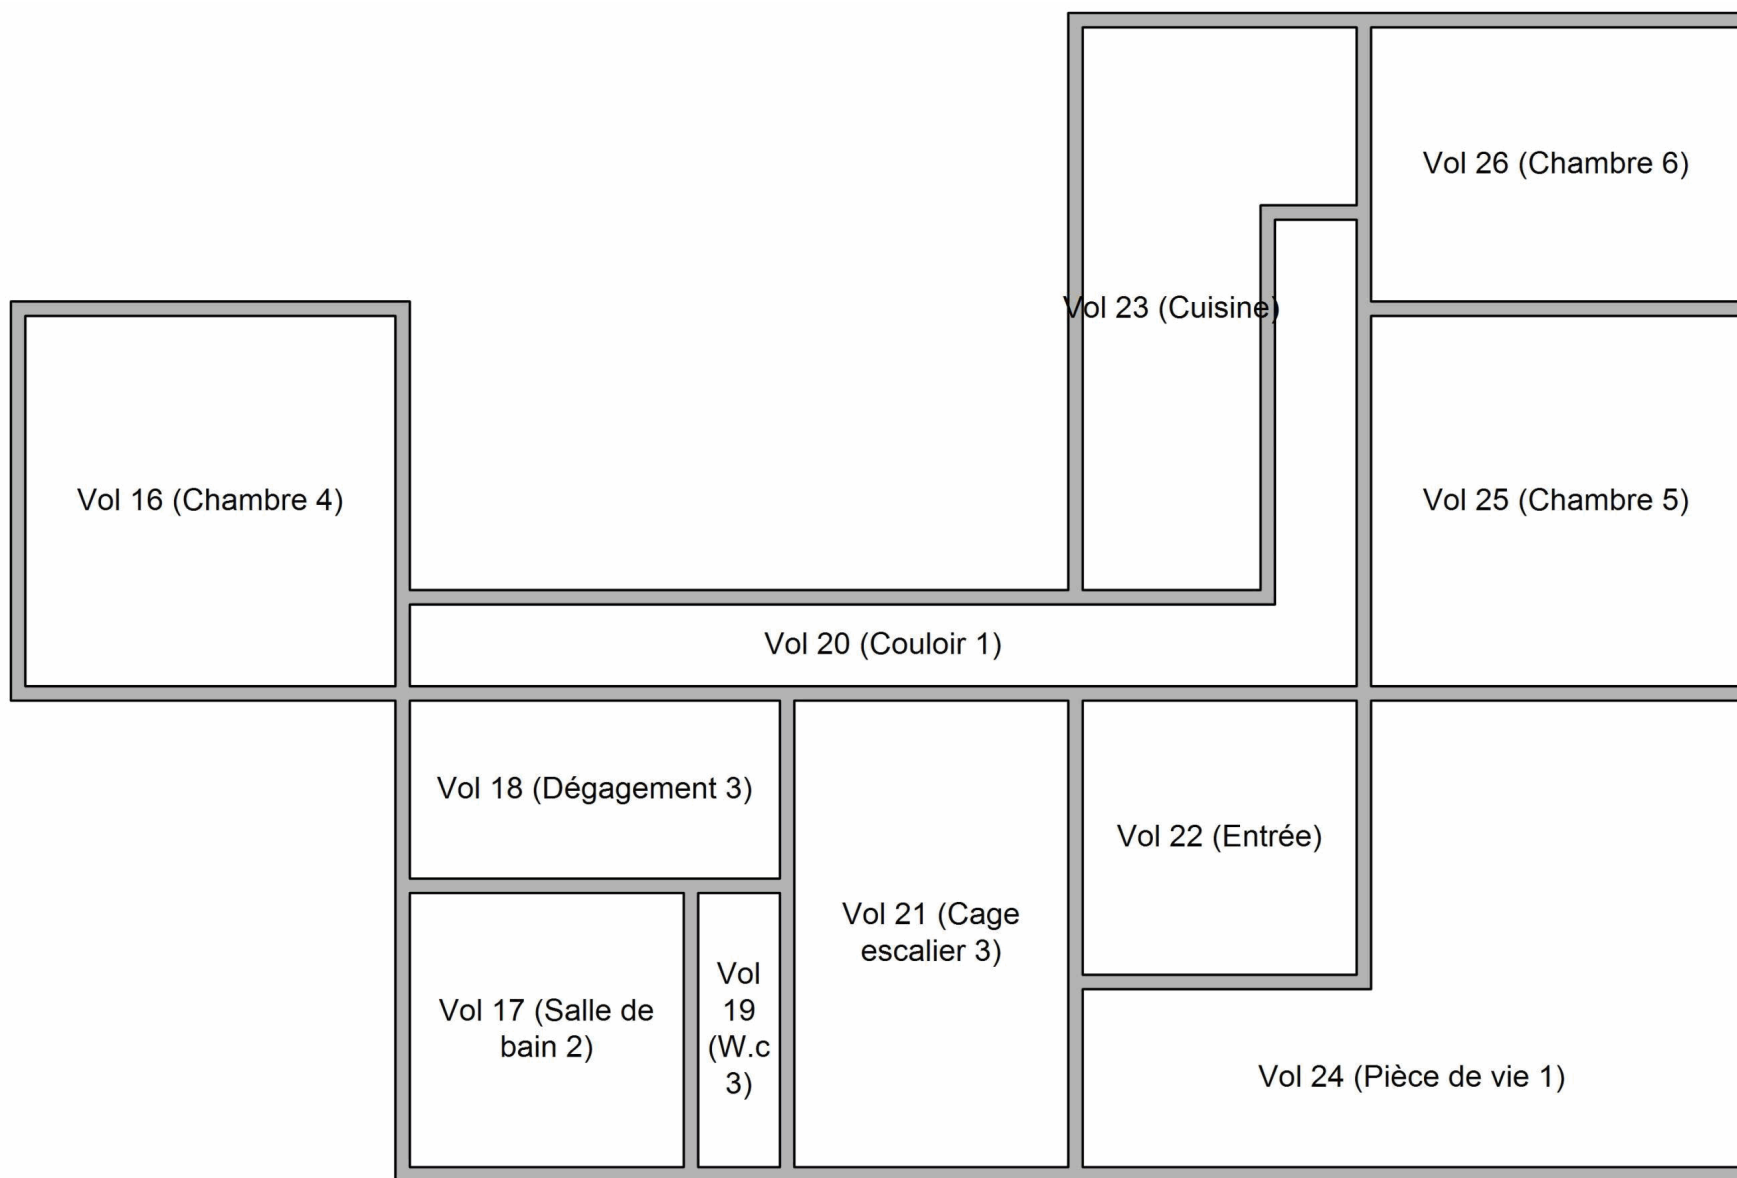 Vol 26 (Chambre 6)
Vol 23 (Cuisine)
Vol 16 (Chambre 4)
Vol 25 (Chambre 5)
Vol 20 (Couloir 1)
Vol 18 (Dégagement 3)
Vol 22 (Entrée)
Vol 21 (Cage
escalier 3)
Vol 17 (Salle de
bain 2)
Vol
19
(W.c
3)
Vol 24 (Pièce de vie 1)